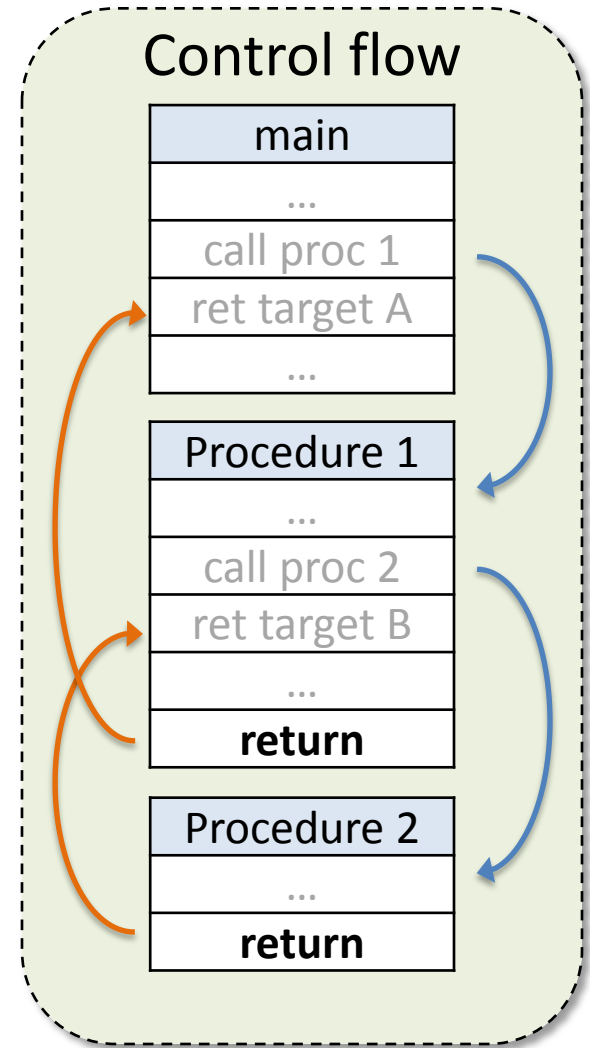 Control flow
main
...
call proc 1
ret target A
...
Procedure 1
...
call proc 2
ret target B
...
return
Procedure 2
...
return